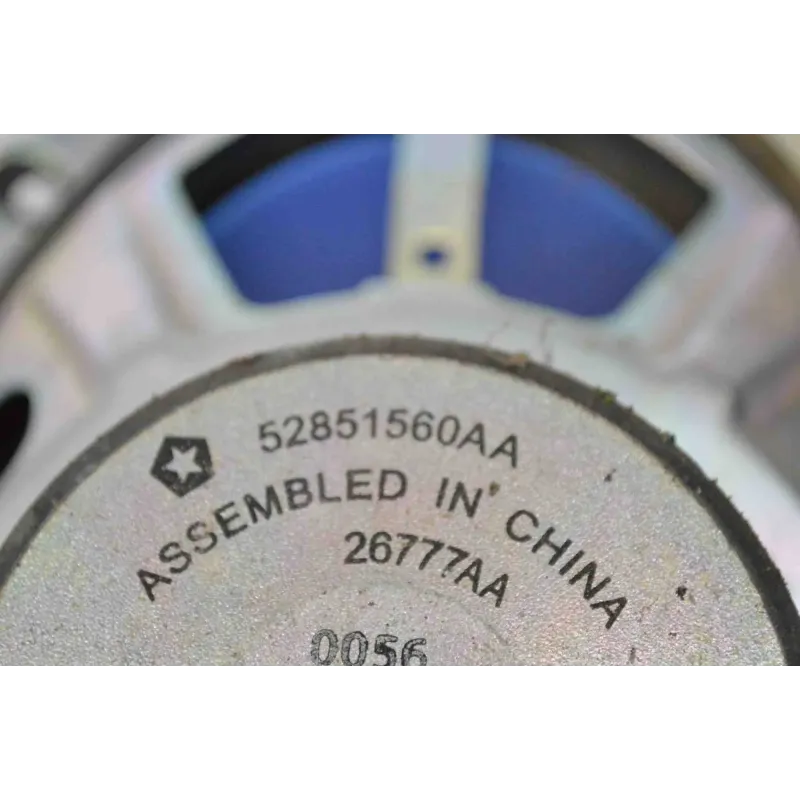 52851560AA
ASSEMBLED IN CHINA
26777AA
0056